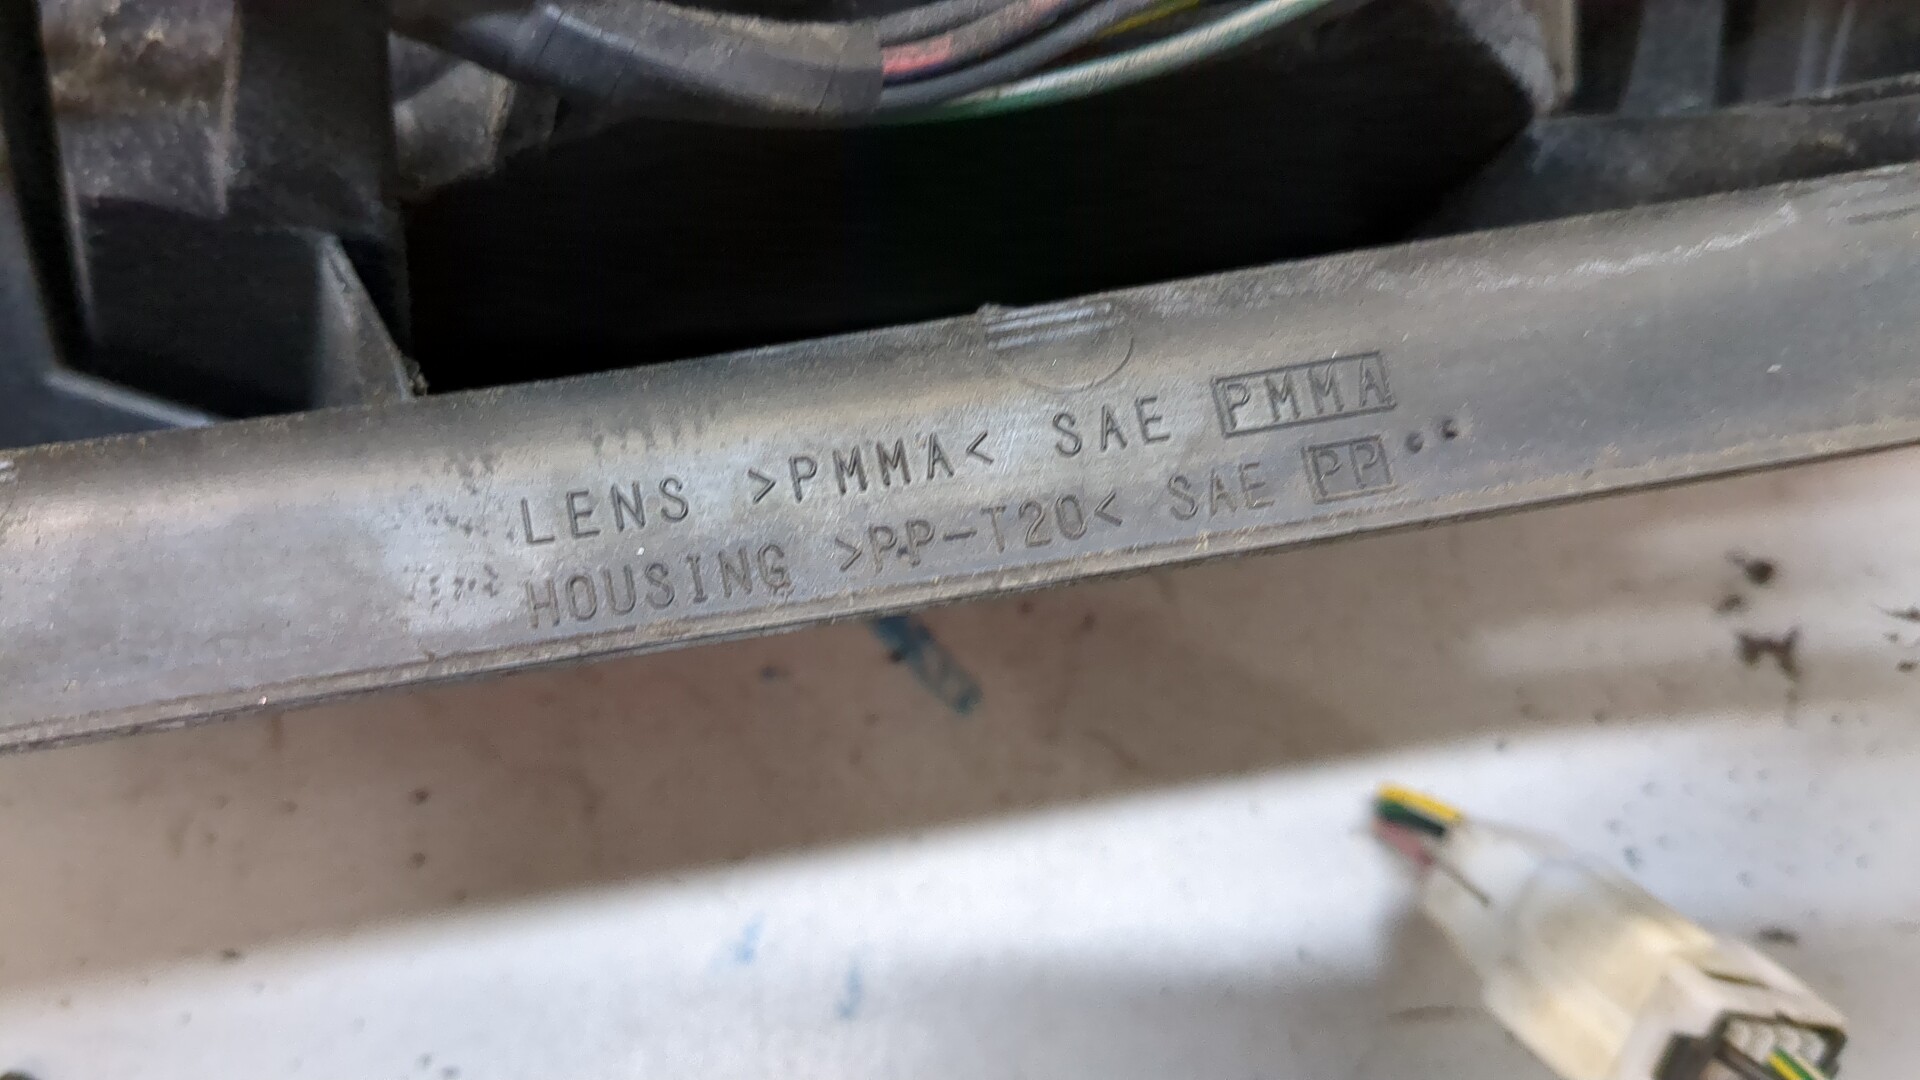 LENS >PMMA< SAE PMMA
HOUSING >PP-T20< SAE PP